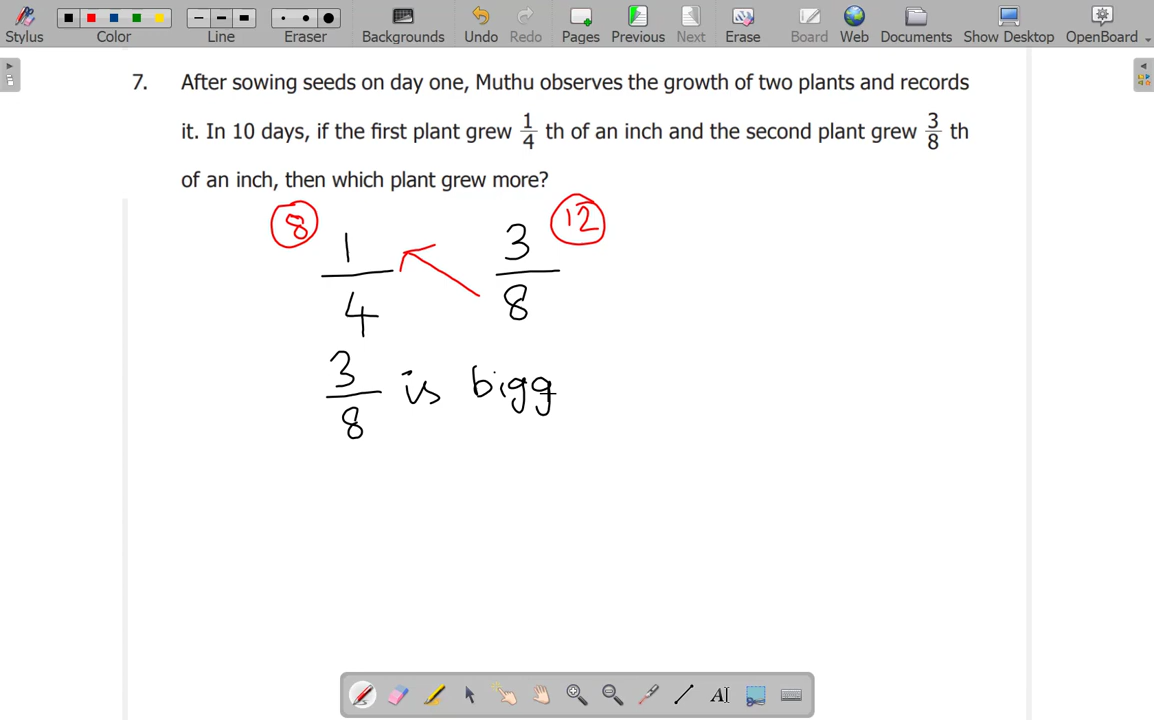 Stylus Color Line Eraser Backgrounds Undo Redo Pages Previous Next Erase Board Web Documents Show Desktop OpenBoard
7. After sowing seeds on day one, Muthu observes the growth of two plants and records
it. In 10 days, if the first plant grew 1/4 th of an inch and the second plant grew 3/8 th
of an inch, then which plant grew more?
8 1/4 3/8 12
3/8 is bigg